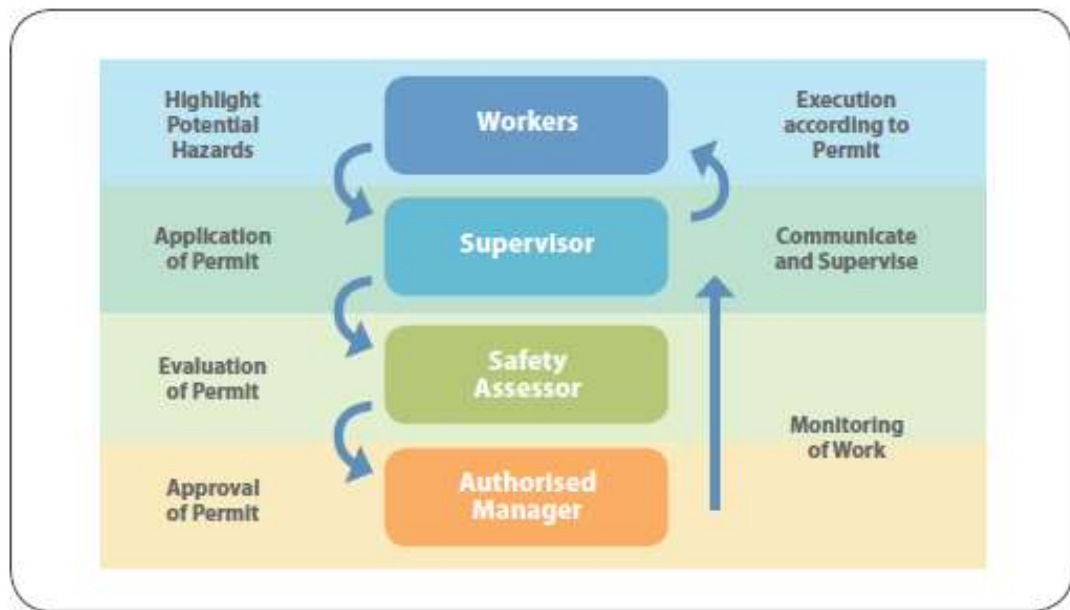 Highlight
Potential
Hazards
Workers
Execution
according to
Permit
Application
of Permit
Supervisor
Communicate
and Supervise
Evaluation
of Permit
Safety
Assessor
Monitoring
of Work
Approval
of Permit
Authorised
Manager